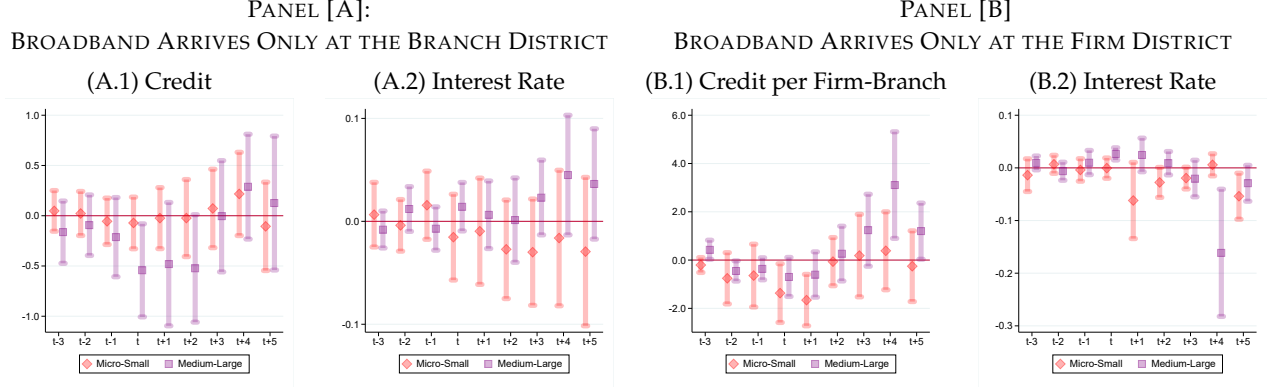 PANEL [A]:
BROADBAND ARRIVES ONLY AT THE BRANCH DISTRICT
(A.1) Credit
1.0
0.5
0.0
-0.5
-1.0
t-3 t-2 t-1 t t+1 t+2 t+3 t+4 t+5
Micro-Small Medium-Large
(A.2) Interest Rate
0.1
0.0
-0.1
t-3 t-2 t-1 t t+1 t+2 t+3 t+4 t+5
Micro-Small Medium-Large
PANEL [B]
BROADBAND ARRIVES ONLY AT THE FIRM DISTRICT
(B.1) Credit per Firm-Branch
6.0
4.0
2.0
0.0
-2.0
t-3 t-2 t-1 t t+1 t+2 t+3 t+4 t+5
Micro-Small Medium-Large
(B.2) Interest Rate
0.1
0.0
-0.1
-0.2
-0.3
t-3 t-2 t-1 t t+1 t+2 t+3 t+4 t+5
Micro-Small Medium-Large